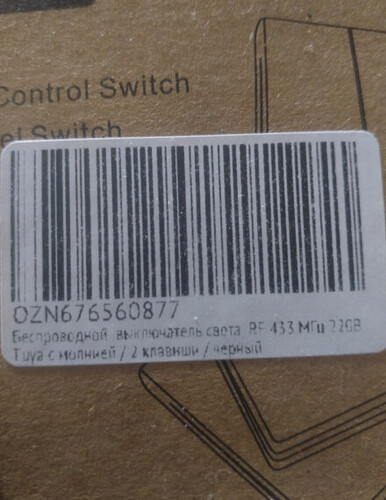 Control Switch
el Switch
OZN676560877
Беспроводной выключатель света RF 433 МГц 220В
Tuya с молнией / 2 клавиши / черный